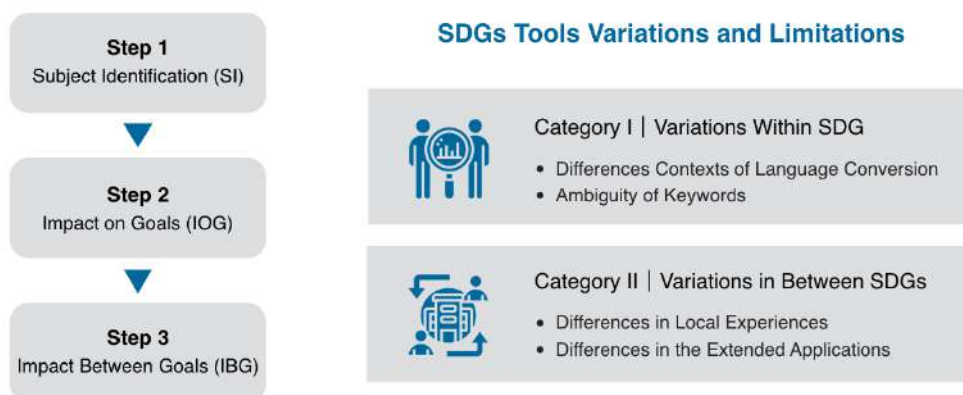 Step 1
Subject Identification (SI)
Step 2
Impact on Goals (IOG)
Step 3
Impact Between Goals (IBG)
SDGs Tools Variations and Limitations
Category I | Variations Within SDG
• Differences Contexts of Language Conversion
• Ambiguity of Keywords
Category II | Variations in Between SDGs
• Differences in Local Experiences
• Differences in the Extended Applications